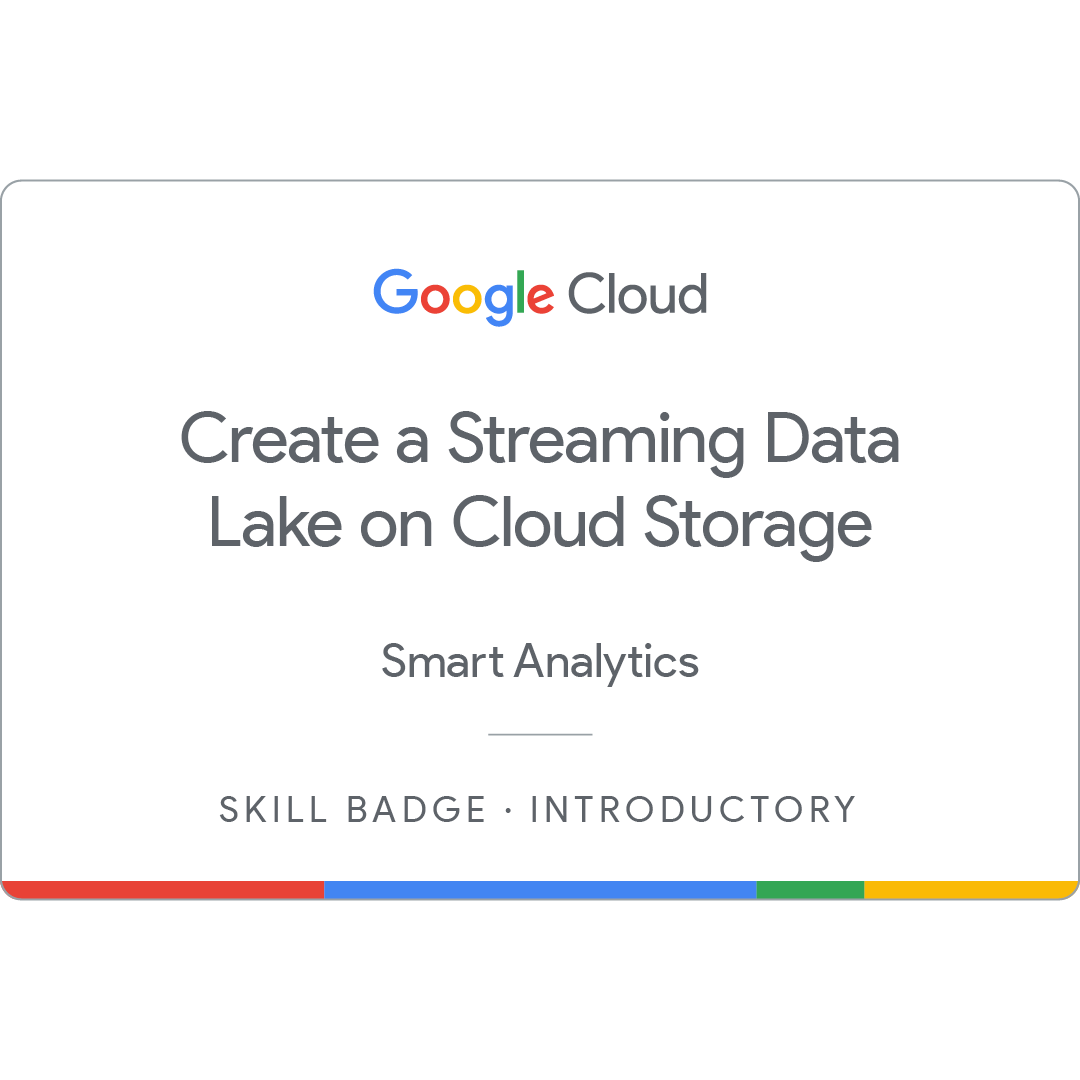 Google Cloud
Create a Streaming Data
Lake on Cloud Storage
Smart Analytics
SKILL BADGE · INTRODUCTORY